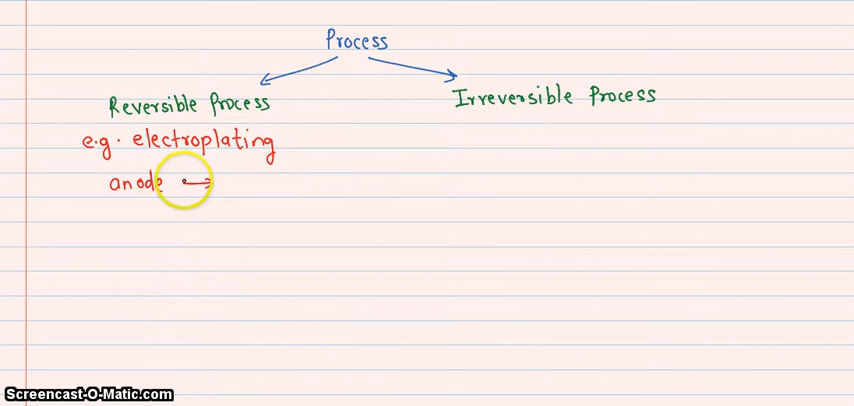 Process
Reversible Process
Irreversible Process
e.g. electroplating
anode →
Screencast-O-Matic.com